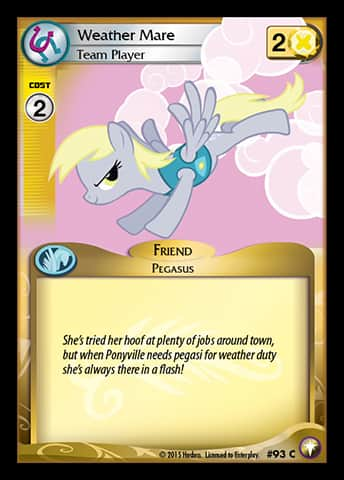 Weather Mare
Team Player
2
COST
2
FRIEND
PEGASUS
She's tried her hoof at plenty of jobs around town,
but when Ponyville needs pegasi for weather duty
she's always there in a flash!
© 2015 Hasbro. Licensed to Enterplay. #93 C